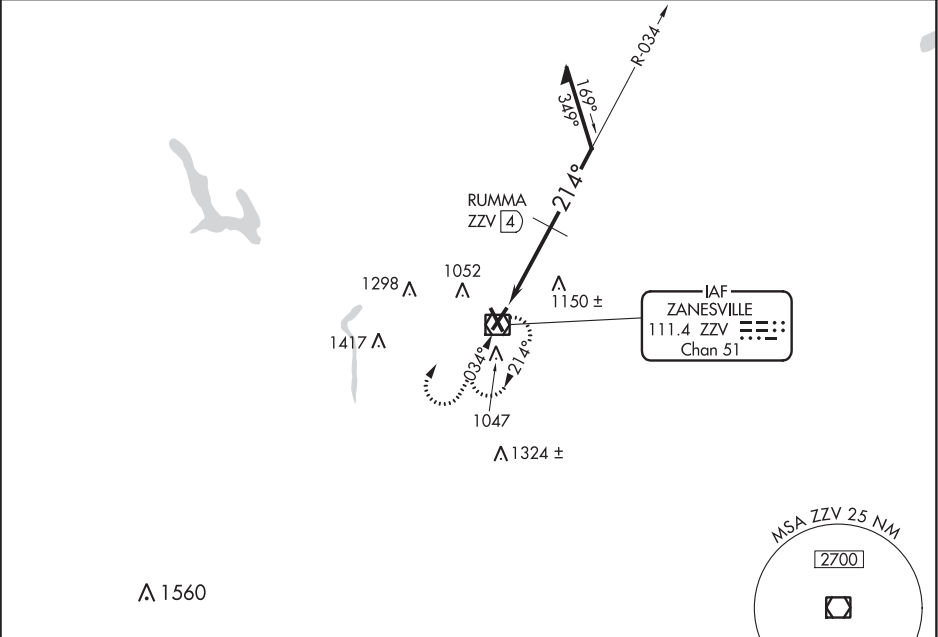 R-034
169°
349°
214°
RUMMA
ZZV 4
1298
1052
1150 ±
1417
IAF
ZANESVILLE
111.4 ZZV
Chan 51
034°
214°
1047
1324 ±
MSA ZZV 25 NM
2700
1560